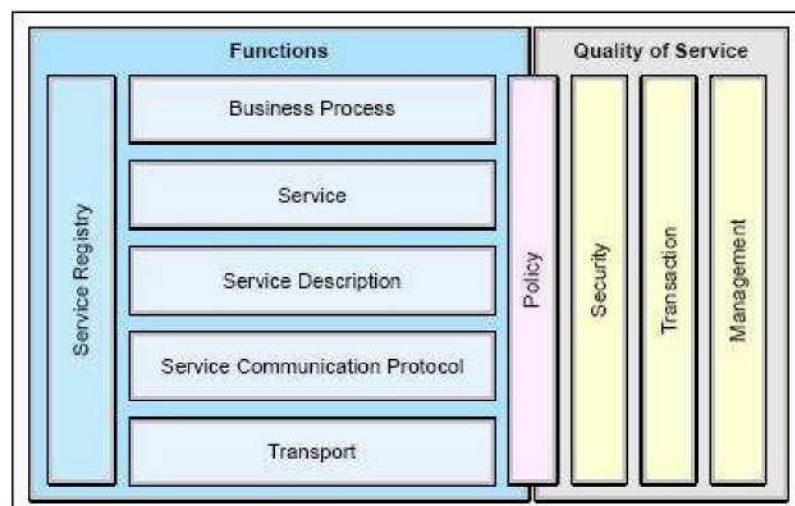 Functions
Quality of Service
Service Registry
Business Process
Service
Service Description
Service Communication Protocol
Transport
Policy
Security
Transaction
Management